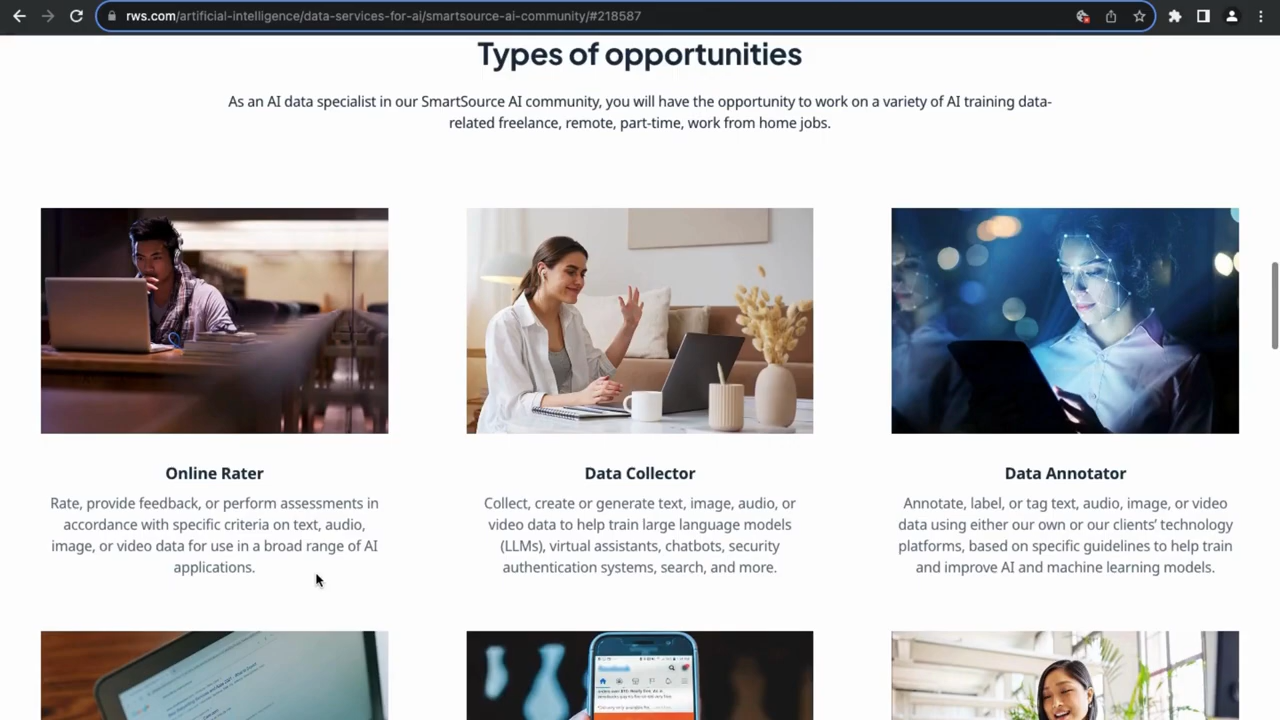 rws.com/artificial-intelligence/data-services-for-ai/smartsource-ai-community/#218587
Types of opportunities
As an AI data specialist in our SmartSource AI community, you will have the opportunity to work on a variety of AI training data-
related freelance, remote, part-time, work from home jobs.
Online Rater
Rate, provide feedback, or perform assessments in
accordance with specific criteria on text, audio,
image, or video data for use in a broad range of AI
applications.
Data Collector
Collect, create or generate text, image, audio, or
video data to help train large language models
(LLMs), virtual assistants, chatbots, security
authentication systems, search, and more.
Data Annotator
Annotate, label, or tag text, audio, image, or video
data using either our own or our clients’ technology
platforms, based on specific guidelines to help train
and improve AI and machine learning models.